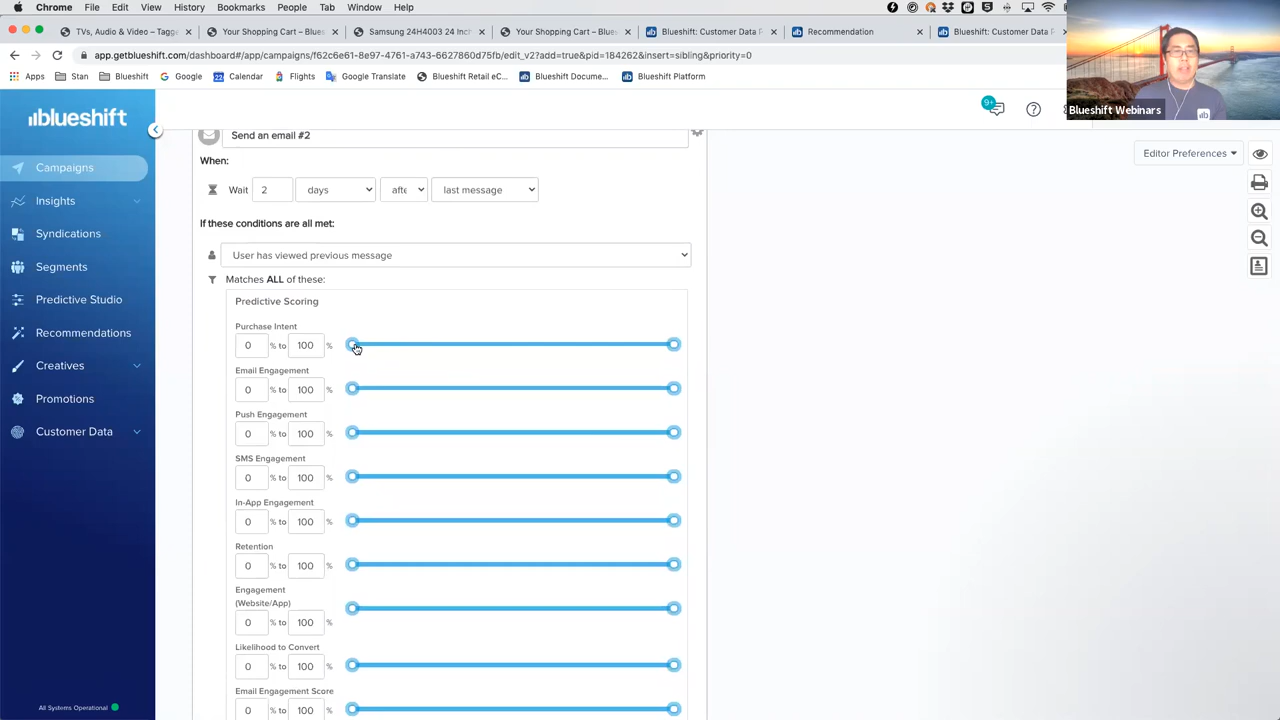 Chrome File Edit View History Bookmarks People Tab Window Help
TVs, Audio & Video – Tagge
Your Shopping Cart – Blues
Samsung 24H4003 24 Inch
Your Shopping Cart – Blues
Blueshift: Customer Data P
Recommendation
Blueshift: Customer Data P
app.getblueshift.com/dashboard#/app/campaigns/f62c6e61-8e97-4761-a743-6627860d75fb/edit_v2?add=true&pid=184262&insert=sibling&priority=0
Apps Stan Blueshift Google Calendar Flights Google Translate Blueshift Retail eC... Blueshift Docume... Blueshift Platform
Blueshift Webinars
blueshift
9+
Campaigns
Insights
Syndications
Segments
Predictive Studio
Recommendations
Creatives
Promotions
Customer Data
All Systems Operational
Editor Preferences
Send an email #2
When:
Wait 2 days afte last message
If these conditions are all met:
User has viewed previous message
Matches ALL of these:
Predictive Scoring
Purchase Intent
0 % to 100 %
Email Engagement
0 % to 100 %
Push Engagement
0 % to 100 %
SMS Engagement
0 % to 100 %
In-App Engagement
0 % to 100 %
Retention
0 % to 100 %
Engagement
(Website/App)
0 % to 100 %
Likelihood to Convert
0 % to 100 %
Email Engagement Score
0 % to 100 %